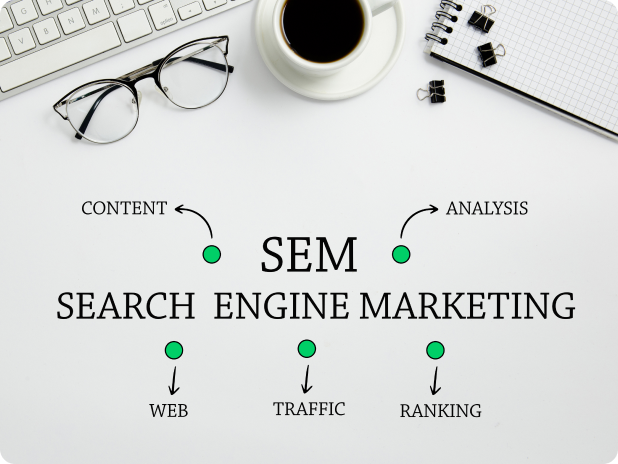 CONTENT
ANALYSIS
SEM
SEARCH ENGINE MARKETING
WEB
TRAFFIC
RANKING